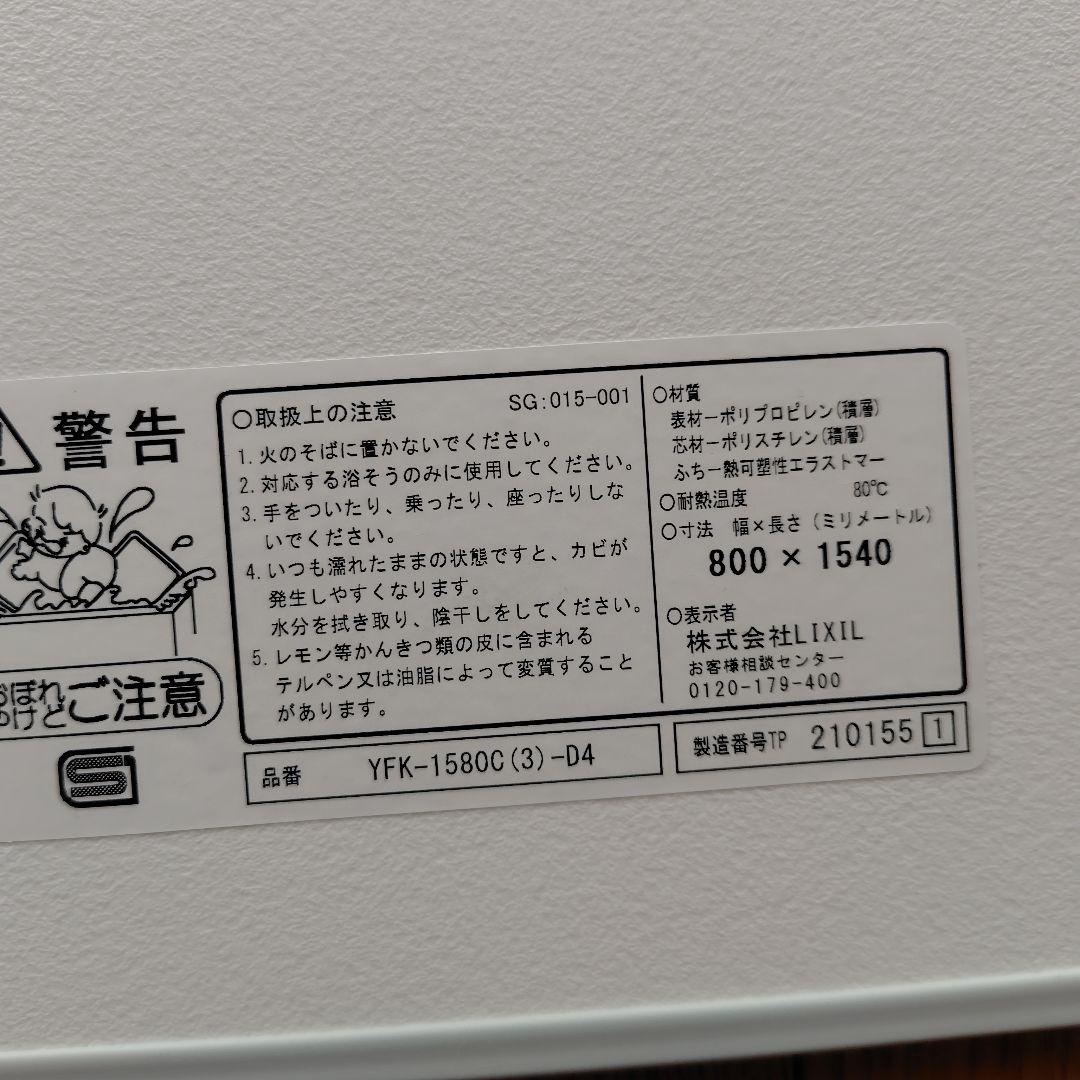 警告
おぼれ
やけど
ご注意
○取扱上の注意 SG:015-001
1. 火のそばに置かないでください。
2. 対応する浴そうのみに使用してください。
3. 手をついたり、乗ったり、座ったりしな
いでください。
4. いつも濡れたままの状態ですと、カビが
発生しやすくなります。
水分を拭き取り、陰干しをしてください。
5. レモン等かんきつ類の皮に含まれる
テルペン又は油脂によって変質すること
があります。
○材質
表材ーポリプロピレン(積層)
芯材ーポリスチレン(積層)
ふちー熱可塑性エラストマー
○耐熱温度 80℃
○寸法 幅×長さ（ミリメートル）
800 × 1540
○表示者
株式会社LIXIL
お客様相談センター
0120-179-400
品番 YFK-1580C(3)-D4
製造番号TP 210155 1